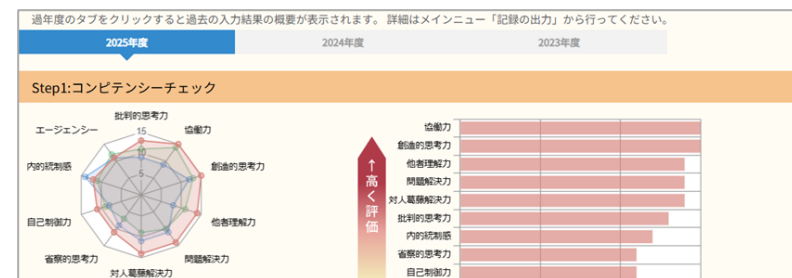 過年度のタブをクリックすると過去の入力結果の概要が表示されます。 詳細はメインニュー「記録の出力」から行ってください。
2025年度
2024年度
2023年度
Step1:コンピテンシーチェック
批判的思考力
エージェンシー
15
協働力
10
内的統制感
5
創造的思考力
自己制御力
他者理解力
省察的思考力
問題解決力
対人葛藤解決力
↑高く評価
協働力
創造的思考力
他者理解力
問題解決力
対人葛藤解決力
批判的思考力
内的統制感
省察的思考力
自己制御力